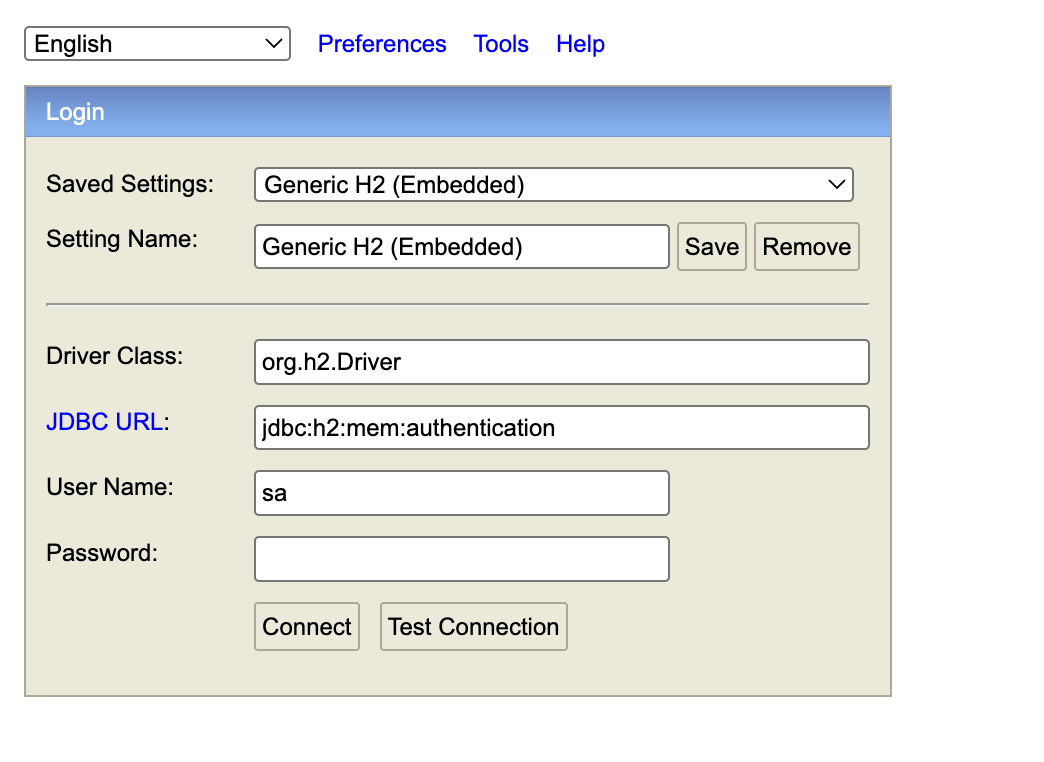 English Preferences Tools Help
Login
Saved Settings: Generic H2 (Embedded)
Setting Name: Generic H2 (Embedded) Save Remove
Driver Class: org.h2.Driver
JDBC URL: jdbc:h2:mem:authentication
User Name: sa
Password:
Connect Test Connection